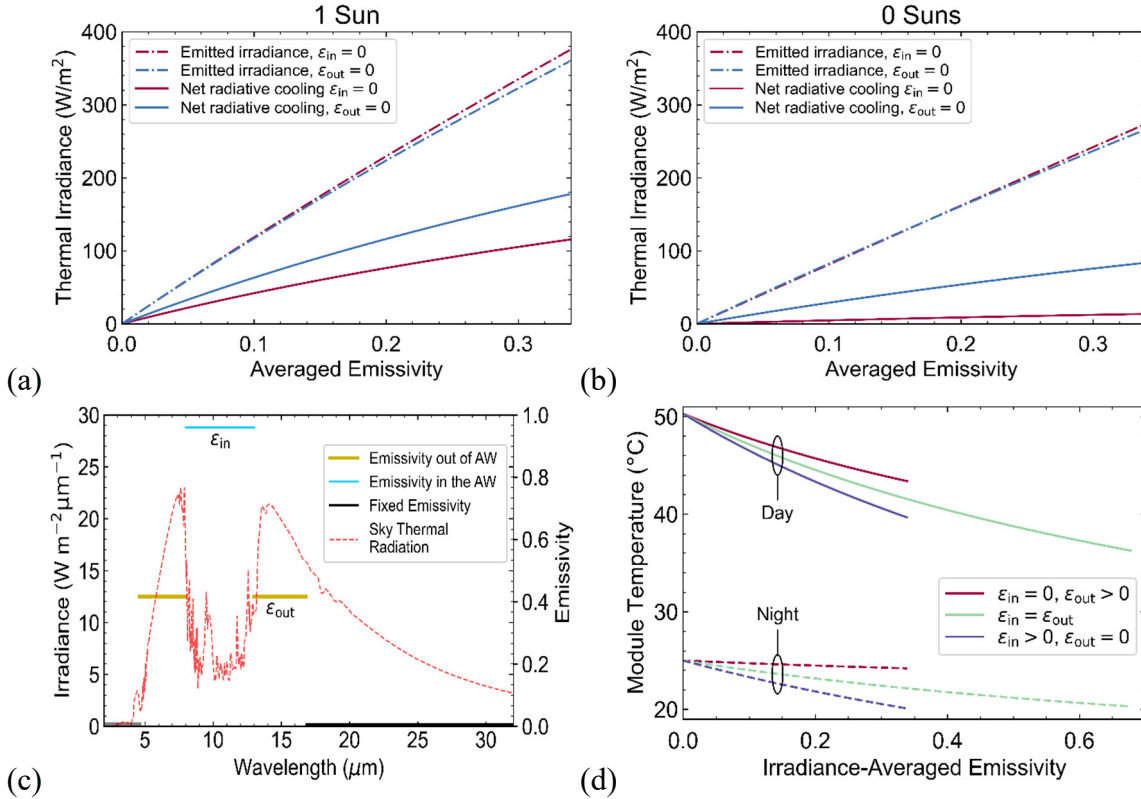 1 Sun
Thermal Irradiance (W/m²)
400
300
200
100
0
Emitted irradiance, εin = 0
Emitted irradiance, εout = 0
Net radiative cooling εin = 0
Net radiative cooling, εout = 0
0.0 0.1 0.2 0.3
Averaged Emissivity
(a)
0 Suns
Thermal Irradiance (W/m²)
400
300
200
100
0
Emitted irradiance, εin = 0
Emitted irradiance, εout = 0
Net radiative cooling εin = 0
Net radiative cooling, εout = 0
0.0 0.1 0.2 0.3
Averaged Emissivity
(b)
Irradiance (W m⁻²μm⁻¹)
30
25
20
15
10
5
0
εin
εout
Emissivity out of AW
Emissivity in the AW
Fixed Emissivity
Sky Thermal
Radiation
1.0
0.8
0.6
0.4
0.2
0.0
Emissivity
5 10 15 20 25 30
Wavelength (μm)
(c)
Module Temperature (°C)
50
40
30
20
Day
Night
εin = 0, εout > 0
εin = εout
εin > 0, εout = 0
0.0 0.2 0.4 0.6
Irradiance-Averaged Emissivity
(d)